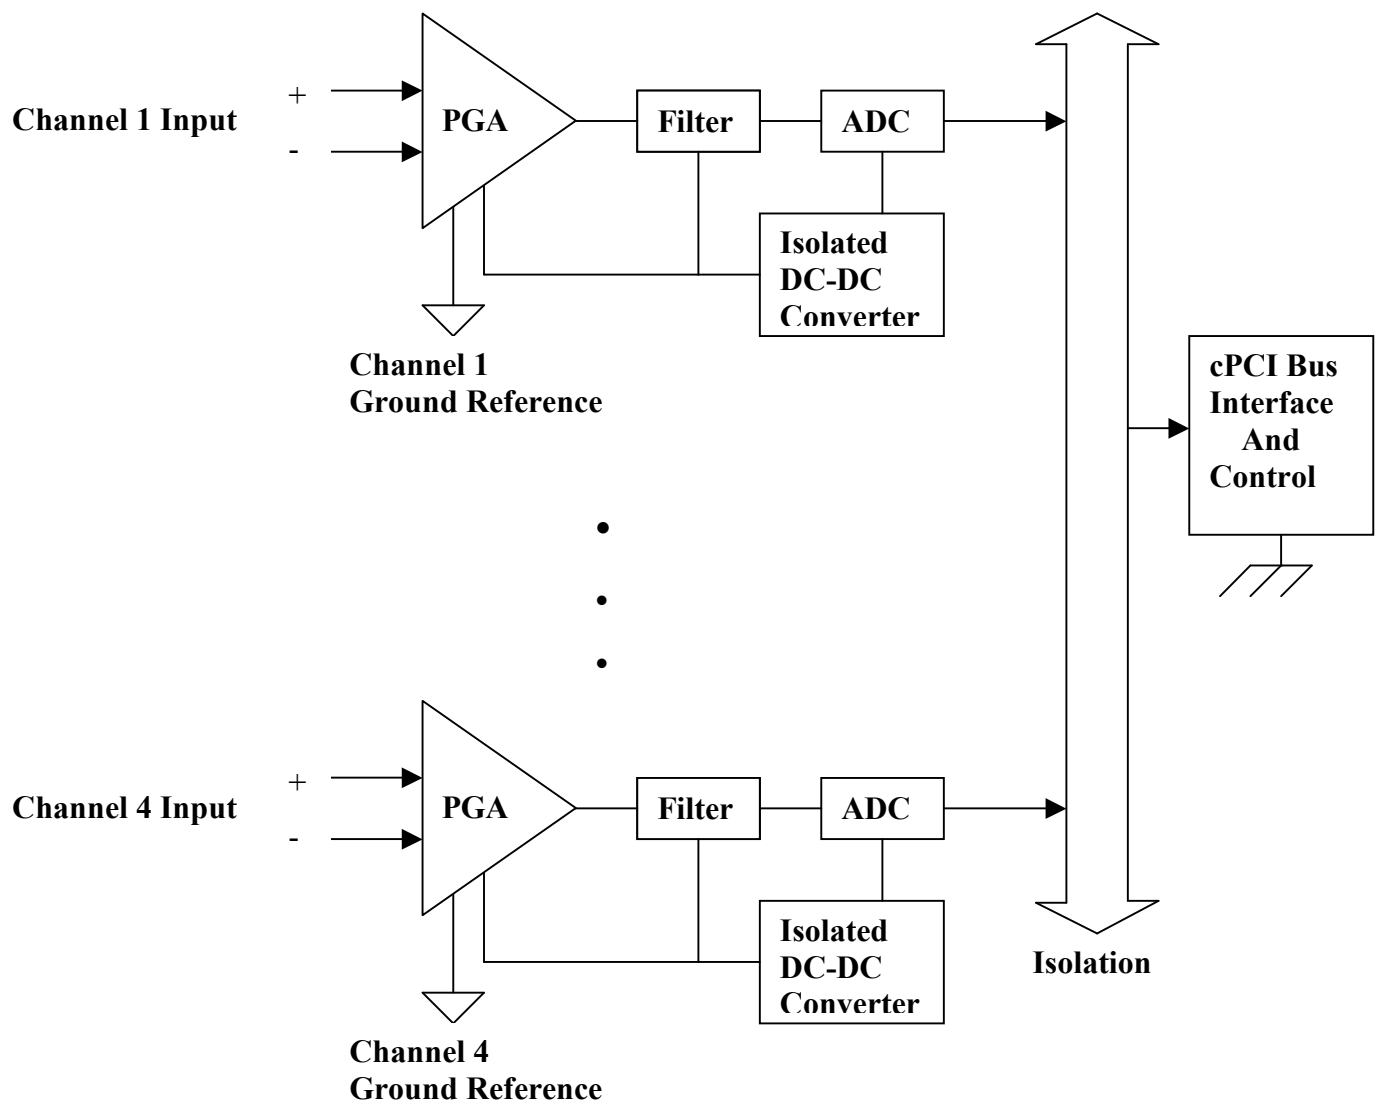 Channel 1 Input
+
-
PGA
Filter
ADC
Isolated
DC-DC
Converter
Channel 1
Ground Reference
cPCI Bus
Interface
And
Control
Channel 4 Input
+
-
PGA
Filter
ADC
Isolated
DC-DC
Converter
Isolation
Channel 4
Ground Reference